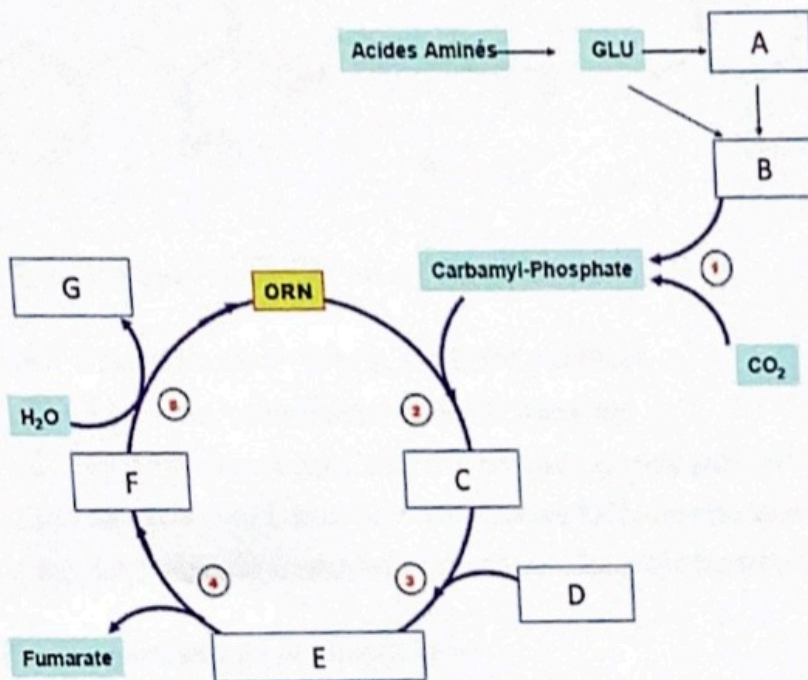 Acides Aminés
GLU
A
B
Carbamyl-Phosphate
1
CO₂
G
ORN
H₂O
5
2
F
C
4
3
D
Fumarate
E